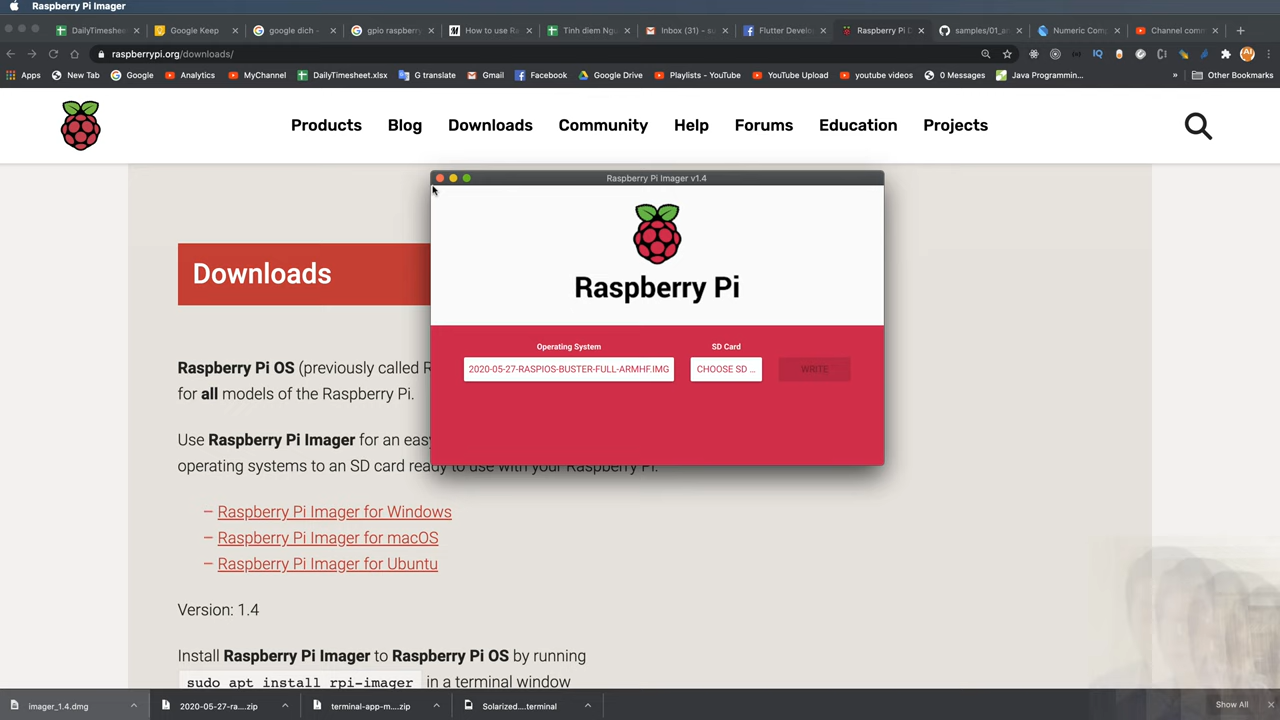 Raspberry Pi Imager
DailyTimesheet
Google Keep
google dich -
gpio raspberry
How to use Ra
Tinh diem Ng
Inbox (31) - su
Flutter Develo
Raspberry Pi D
samples/01_an
Numeric Comp
Channel comm
raspberrypi.org/downloads/
Apps
New Tab
Google
Analytics
MyChannel
DailyTimesheet.xlsx
G translate
Gmail
Facebook
Google Drive
Playlists - YouTube
YouTube Upload
youtube videos
0 Messages
Java Programmin...
»
Other Bookmarks
Products
Blog
Downloads
Community
Help
Forums
Education
Projects
Raspberry Pi Imager v1.4
Raspberry Pi
Operating System
SD Card
2020-05-27-RASPIOS-BUSTER-FULL-ARMHF.IMG
CHOOSE SD ...
WRITE
Downloads
Raspberry Pi OS (previously called R
for all models of the Raspberry Pi.
Use Raspberry Pi Imager for an easy
operating systems to an SD card ready to use with your Raspberry Pi:
– Raspberry Pi Imager for Windows
– Raspberry Pi Imager for macOS
– Raspberry Pi Imager for Ubuntu
Version: 1.4
Install Raspberry Pi Imager to Raspberry Pi OS by running
sudo apt install rpi-imager in a terminal window
imager_1.4.dmg
2020-05-27-ra....zip
terminal-app-m....zip
Solarized....terminal
Show All